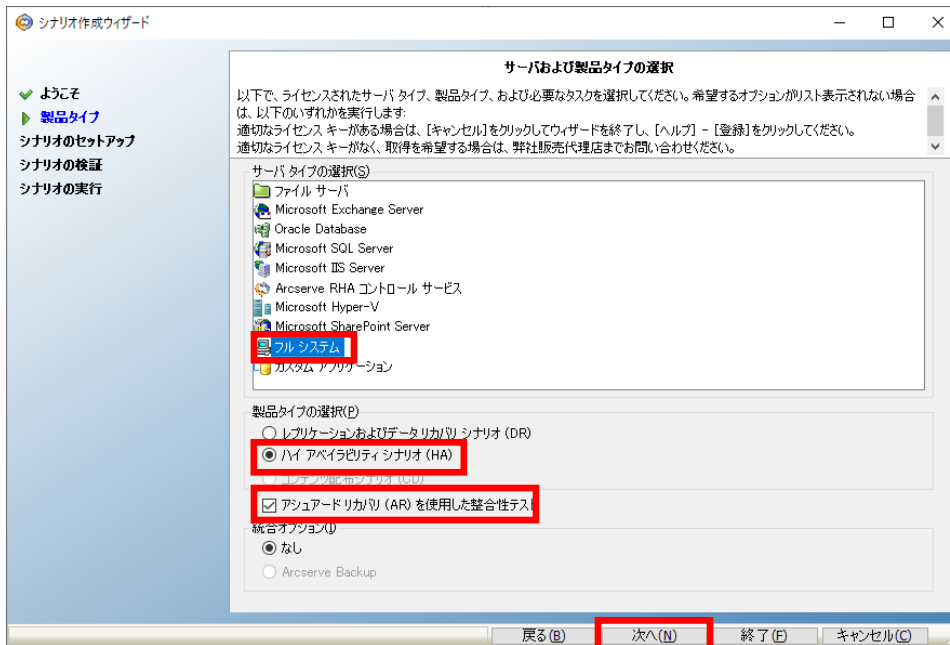 シナリオ作成ウィザード
サーバおよび製品タイプの選択
ようこそ
製品タイプ
シナリオのセットアップ
シナリオの検証
シナリオの実行
以下で、ライセンスされたサーバ タイプ、製品タイプ、および必要なタスクを選択してください。希望するオプションがリスト表示されない場合
は、以下のいずれかを実行します:
適切なライセンス キーがある場合は、[キャンセル]をクリックしてウィザードを終了し、[ヘルプ] - [登録]をクリックしてください。
適切なライセンス キーがなく、取得を希望する場合は、弊社販売代理店までお問い合わせください。
サーバ タイプの選択(S)
ファイル サーバ
Microsoft Exchange Server
Oracle Database
Microsoft SQL Server
Microsoft IIS Server
Arcserve RHA コントロール サービス
Microsoft Hyper-V
Microsoft SharePoint Server
フル システム
カスタム アプリケーション
製品タイプの選択(P)
レプリケーションおよびデータ リカバリ シナリオ (DR)
ハイ アベイラビリティ シナリオ (HA)
コンテンツ配布シナリオ (CD)
アシュアード リカバリ (AR) を使用した整合性テスト
統合オプション(I)
なし
Arcserve Backup
戻る(B)
次へ(N)
終了(F)
キャンセル(C)